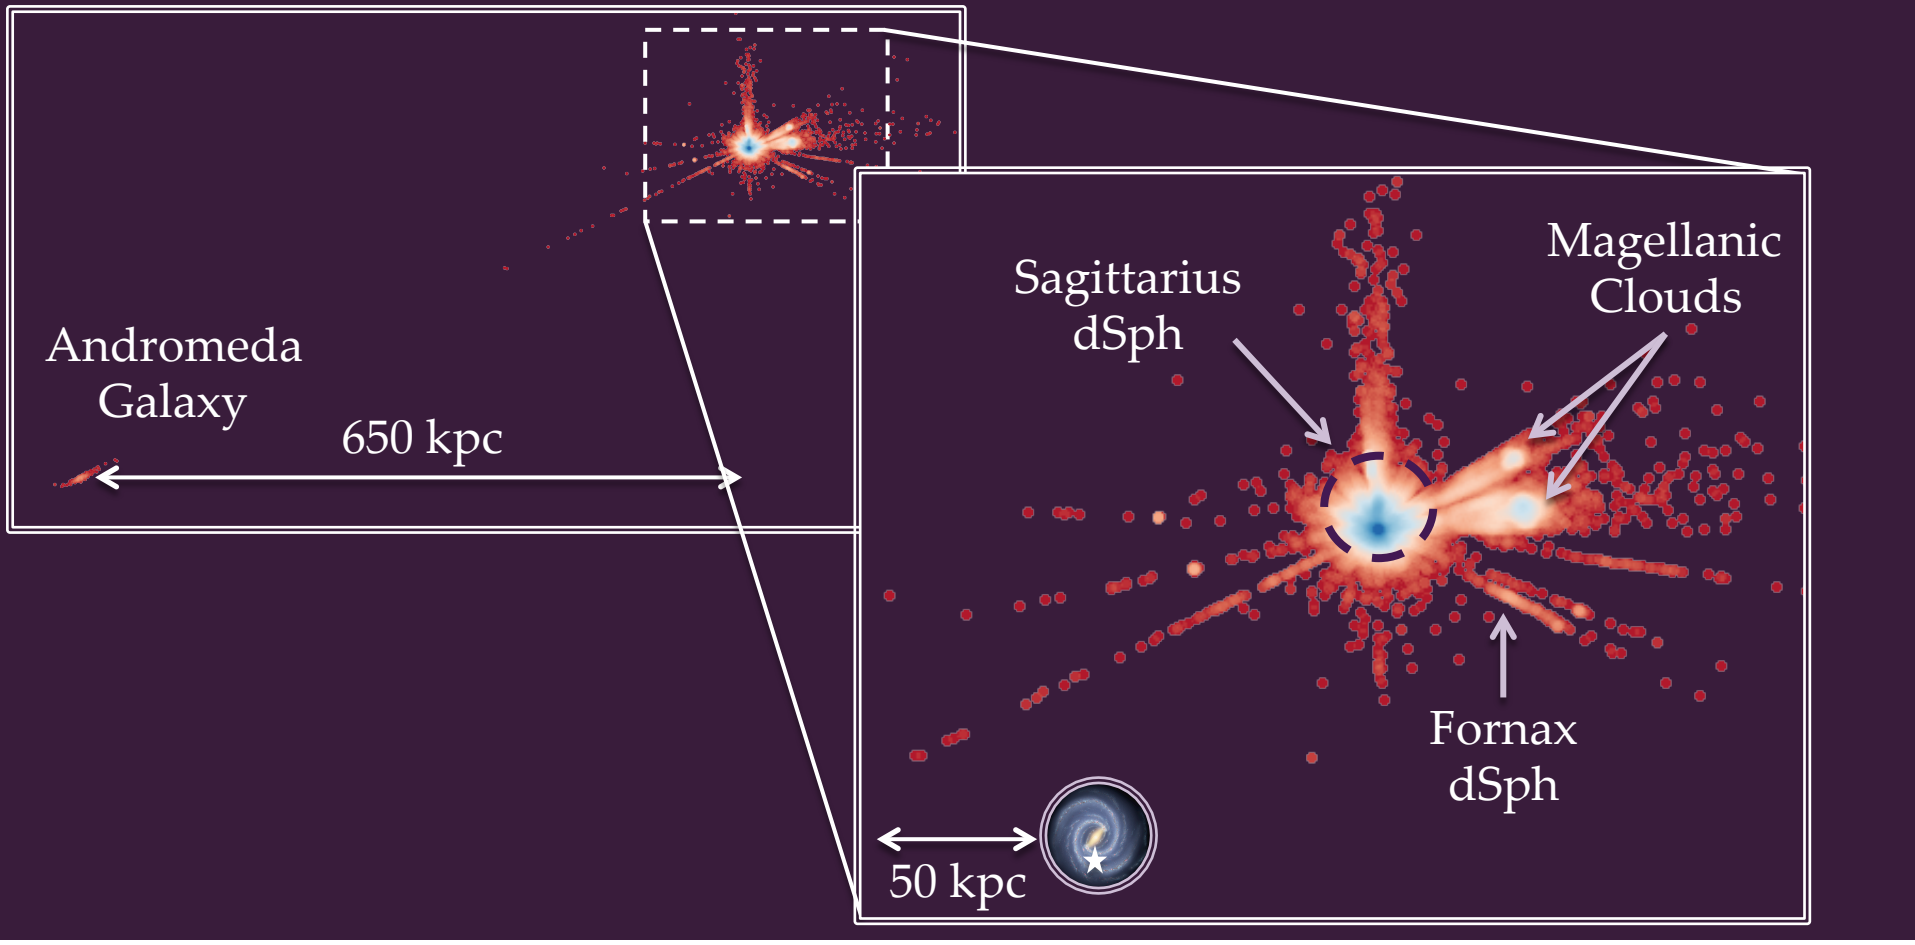 Andromeda
Galaxy
650 kpc
Sagittarius
dSph
Magellanic
Clouds
Fornax
dSph
50 kpc